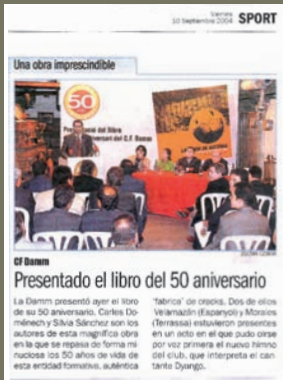 Viernes
10 Septiembre 2004 SPORT
Una obra imprescindible
50
CF Damm
Presentado el libro del 50 aniversario
La Damm presentó ayer el libro
de su 50 aniversario. Carlos Do-
ménech y Silvia Sánchez son los
autores de esta magnífica obra
en la que se repasa de forma mi-
nuciosa los 50 años de vida de
esta entidad formativa, auténtica
"fabrica" de cracks. Dos de ellos
Velamazán (Espanyol) y Morales
(Terrassa) estuvieron presentes
en un acto en el que pudo oirse
por vez primera el nuevo himno
del club, que interpreta el can-
tante Dyango.